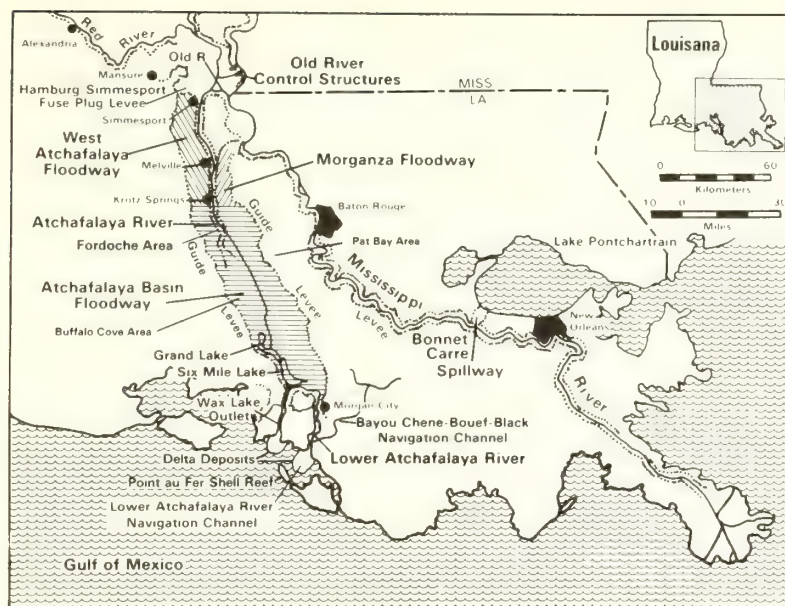 Red
River
Alexandria
Old R
Mansure
Old River
Control Structures
Louisana
MISS
LA
Hamburg Simmesport
Fuse Plug Levee
Simmesport
West
Atchafalaya
Floodway
Melville
Morganza Floodway
0 60
Kilometers
Krotz Springs
10 0 30
Miles
Atchafalaya River
Fordoche Area
Guide
Guide
Baton Rouge
Pat Bay Area
Lake Pontchartrain
Atchafalaya Basin
Floodway
Levee
Mississippi
Levee
Buffalo Cove Area
Levee
Bonnet
Carre
Spillway
New
Orleans
Grand Lake
Six Mile Lake
River
Wax Lake
Outlet
Morgan City
Bayou Chene-Bouef-Black
Navigation Channel
Delta Deposits
Lower Atchafalaya River
Point au Fer Shell Reef
Lower Atchafalaya River
Navigation Channel
Gulf of Mexico